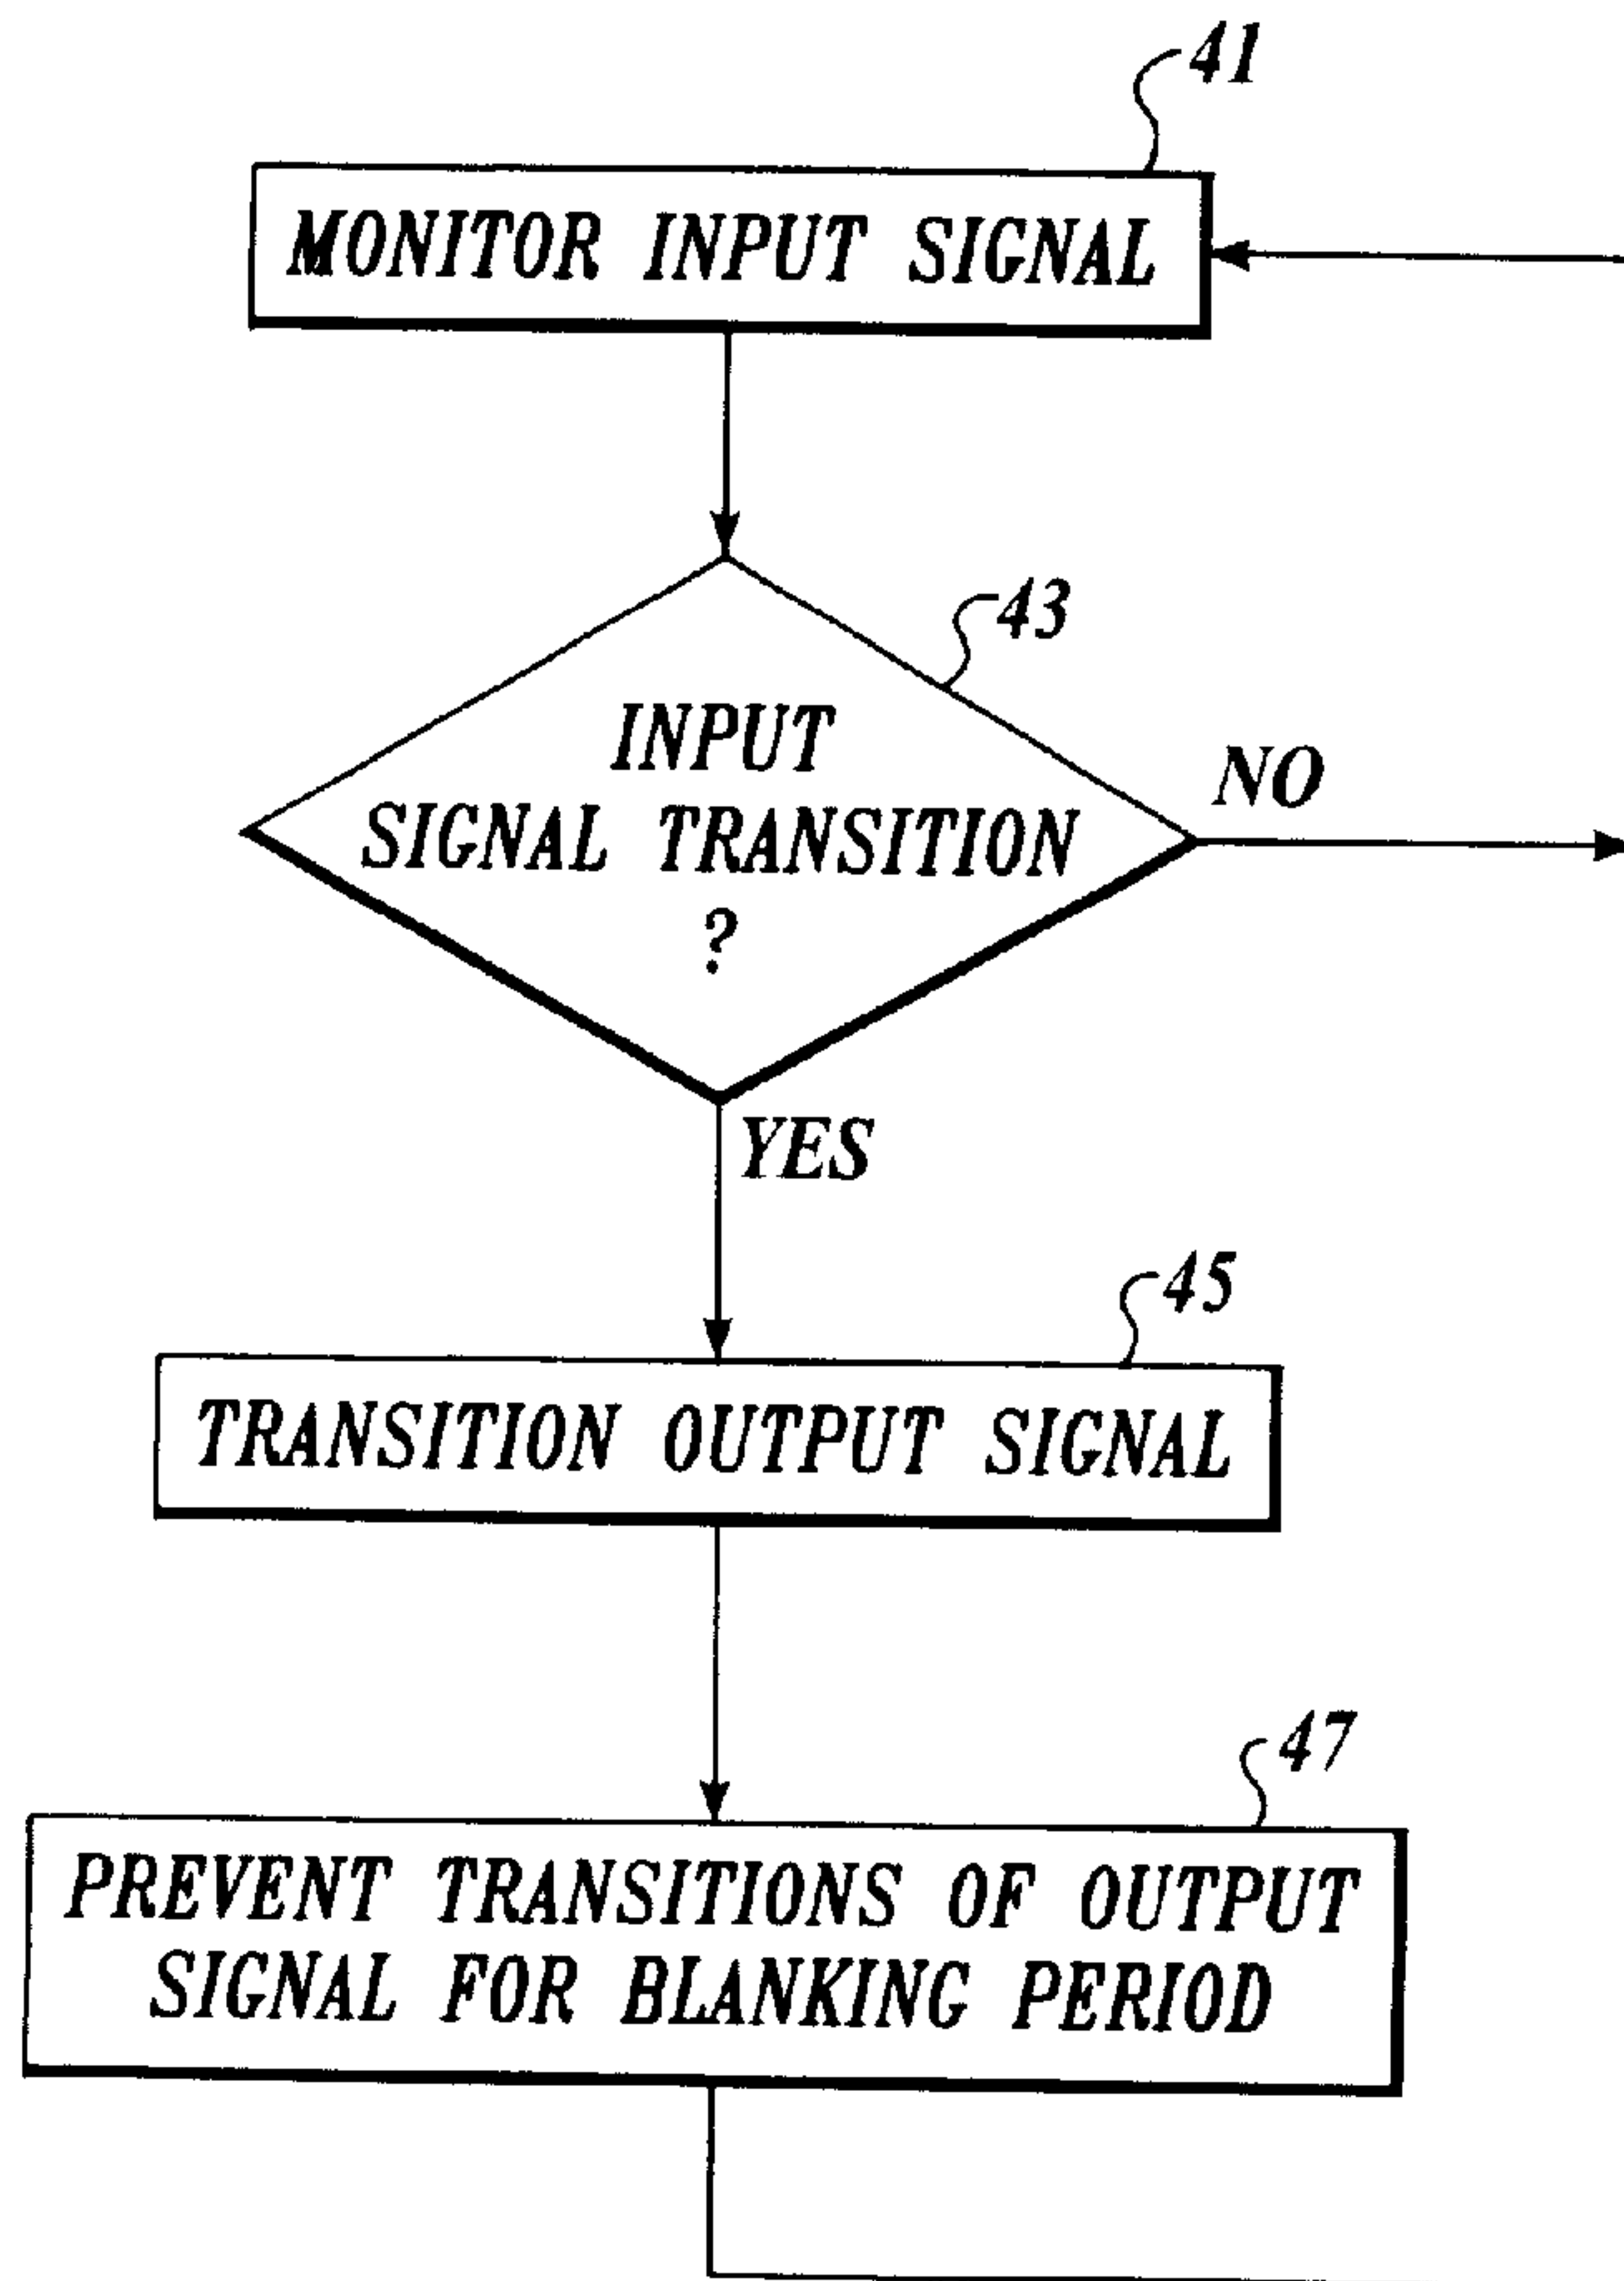 41
MONITOR INPUT SIGNAL
43
INPUT
SIGNAL TRANSITION
?
NO
YES
45
TRANSITION OUTPUT SIGNAL
47
PREVENT TRANSITIONS OF OUTPUT
SIGNAL FOR BLANKING PERIOD